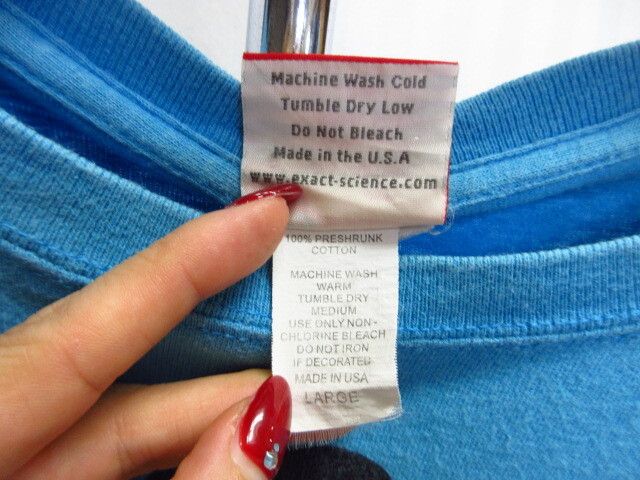 Machine Wash Cold
Tumble Dry Low
Do Not Bleach
Made in the U.S.A
www.exact-science.com
100% PRESHRUNK
COTTON
MACHINE WASH
WARM
TUMBLE DRY
MEDIUM
USE ONLY NON-
CHLORINE BLEACH
DO NOT IRON
IF DECORATED
MADE IN USA
LARGE